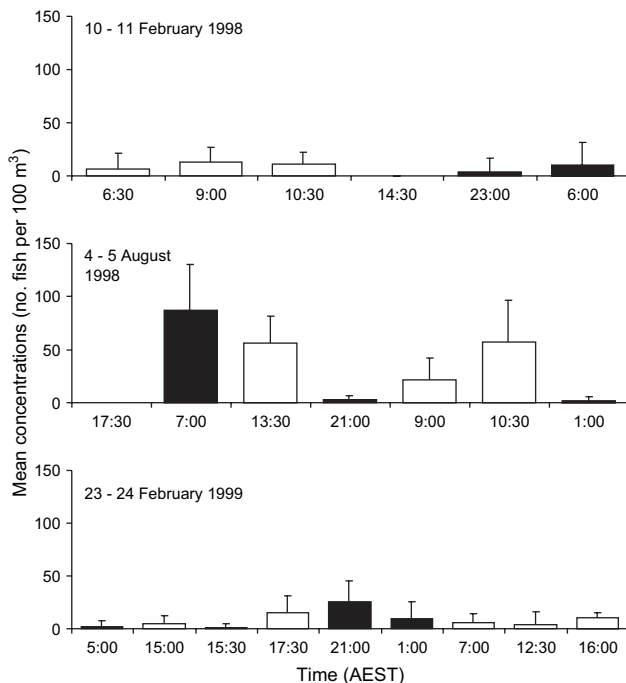 Mean concentrations (no. fish per 100 m³)
150
100
50
0
10 - 11 February 1998
6:30 9:00 10:30 14:30 23:00 6:00
150
100
50
0
4 - 5 August
1998
17:30 7:00 13:30 21:00 9:00 10:30 1:00
150
100
50
0
23 - 24 February 1999
5:00 15:00 15:30 17:30 21:00 1:00 7:00 12:30 16:00
Time (AEST)